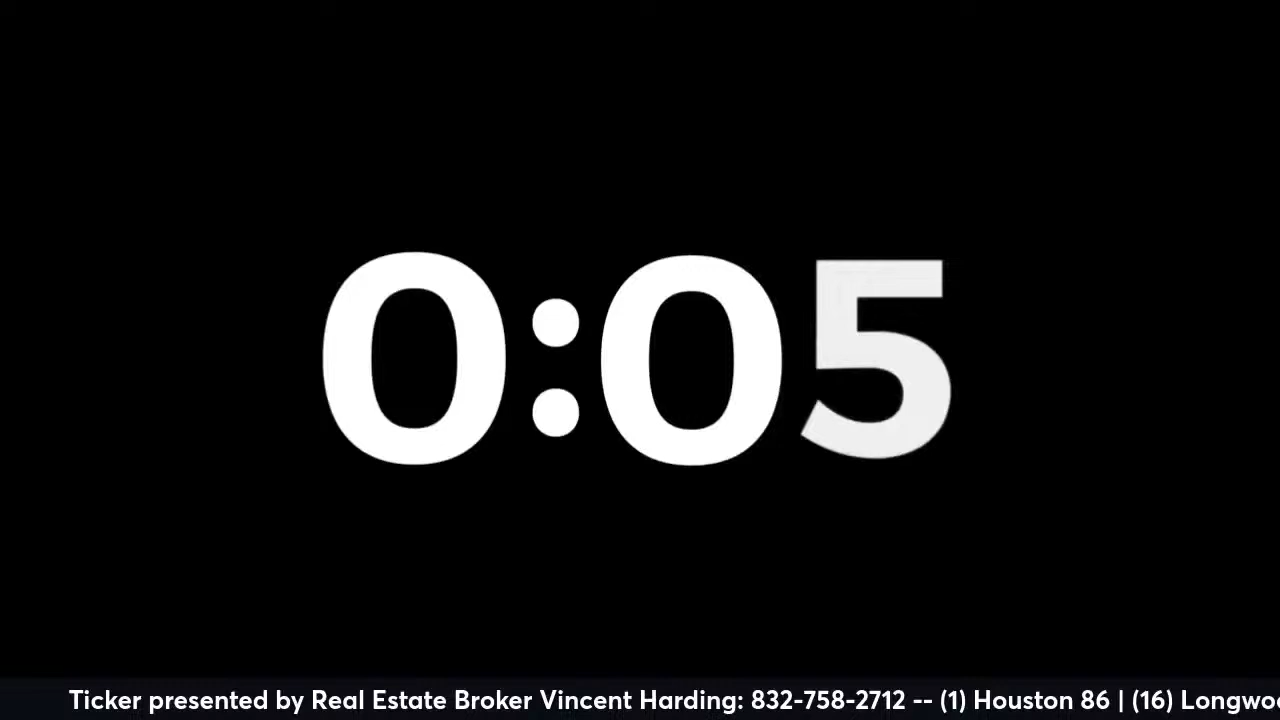 0:05
Ticker presented by Real Estate Broker Vincent Harding: 832-758-2712 -- (1) Houston 86 | (16)